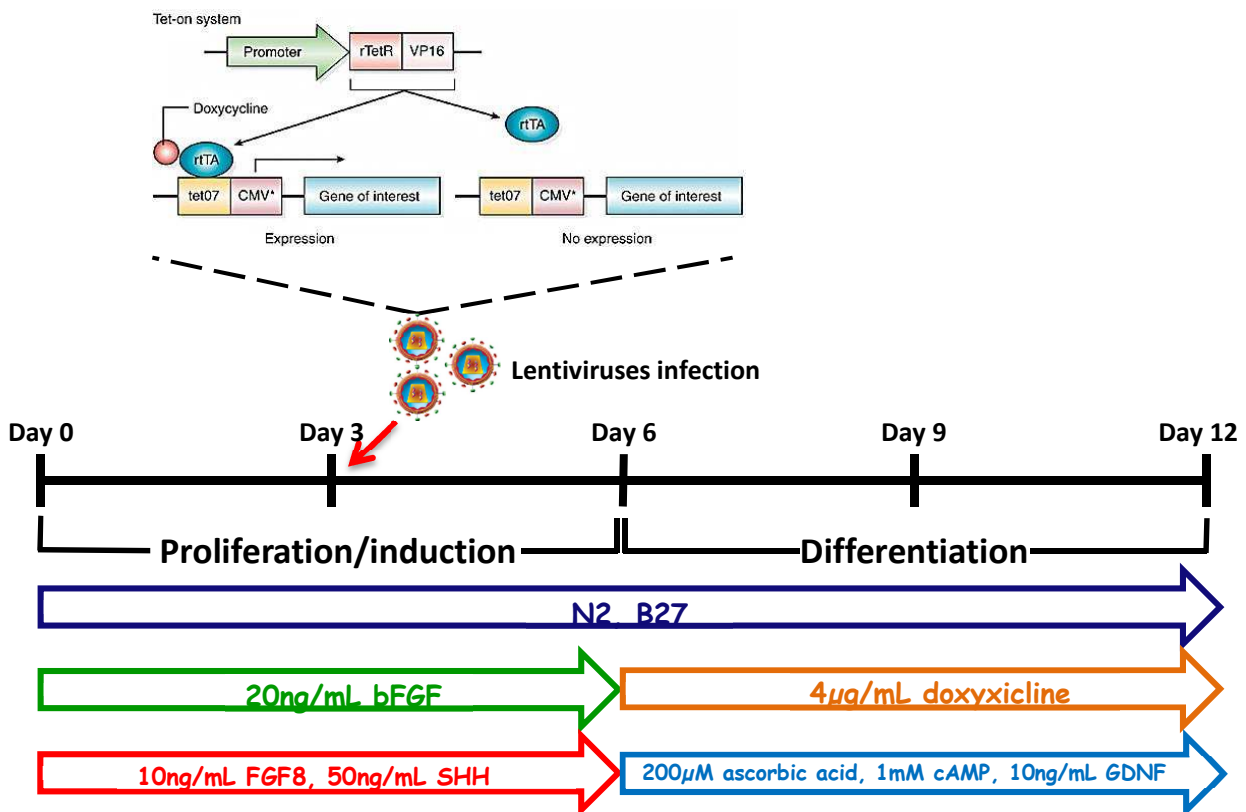 Tet-on system
Promoter
rTetR VP16
Doxycycline
rtTA
rtTA
tet07 CMV* Gene of interest
tet07 CMV* Gene of interest
Expression
No expression
Lentiviruses infection
Day 0 Day 3 Day 6 Day 9 Day 12
Proliferation/induction Differentiation
N2, B27
20ng/mL bFGF
4µg/mL doxyxicline
10ng/mL FGF8, 50ng/mL SHH
200µM ascorbic acid, 1mM cAMP, 10ng/mL GDNF